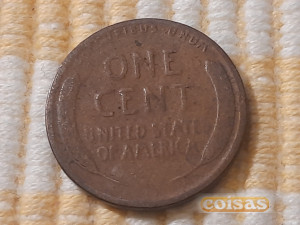 ONE
CENT
UNITED STATES
OF AMERICA
coisas